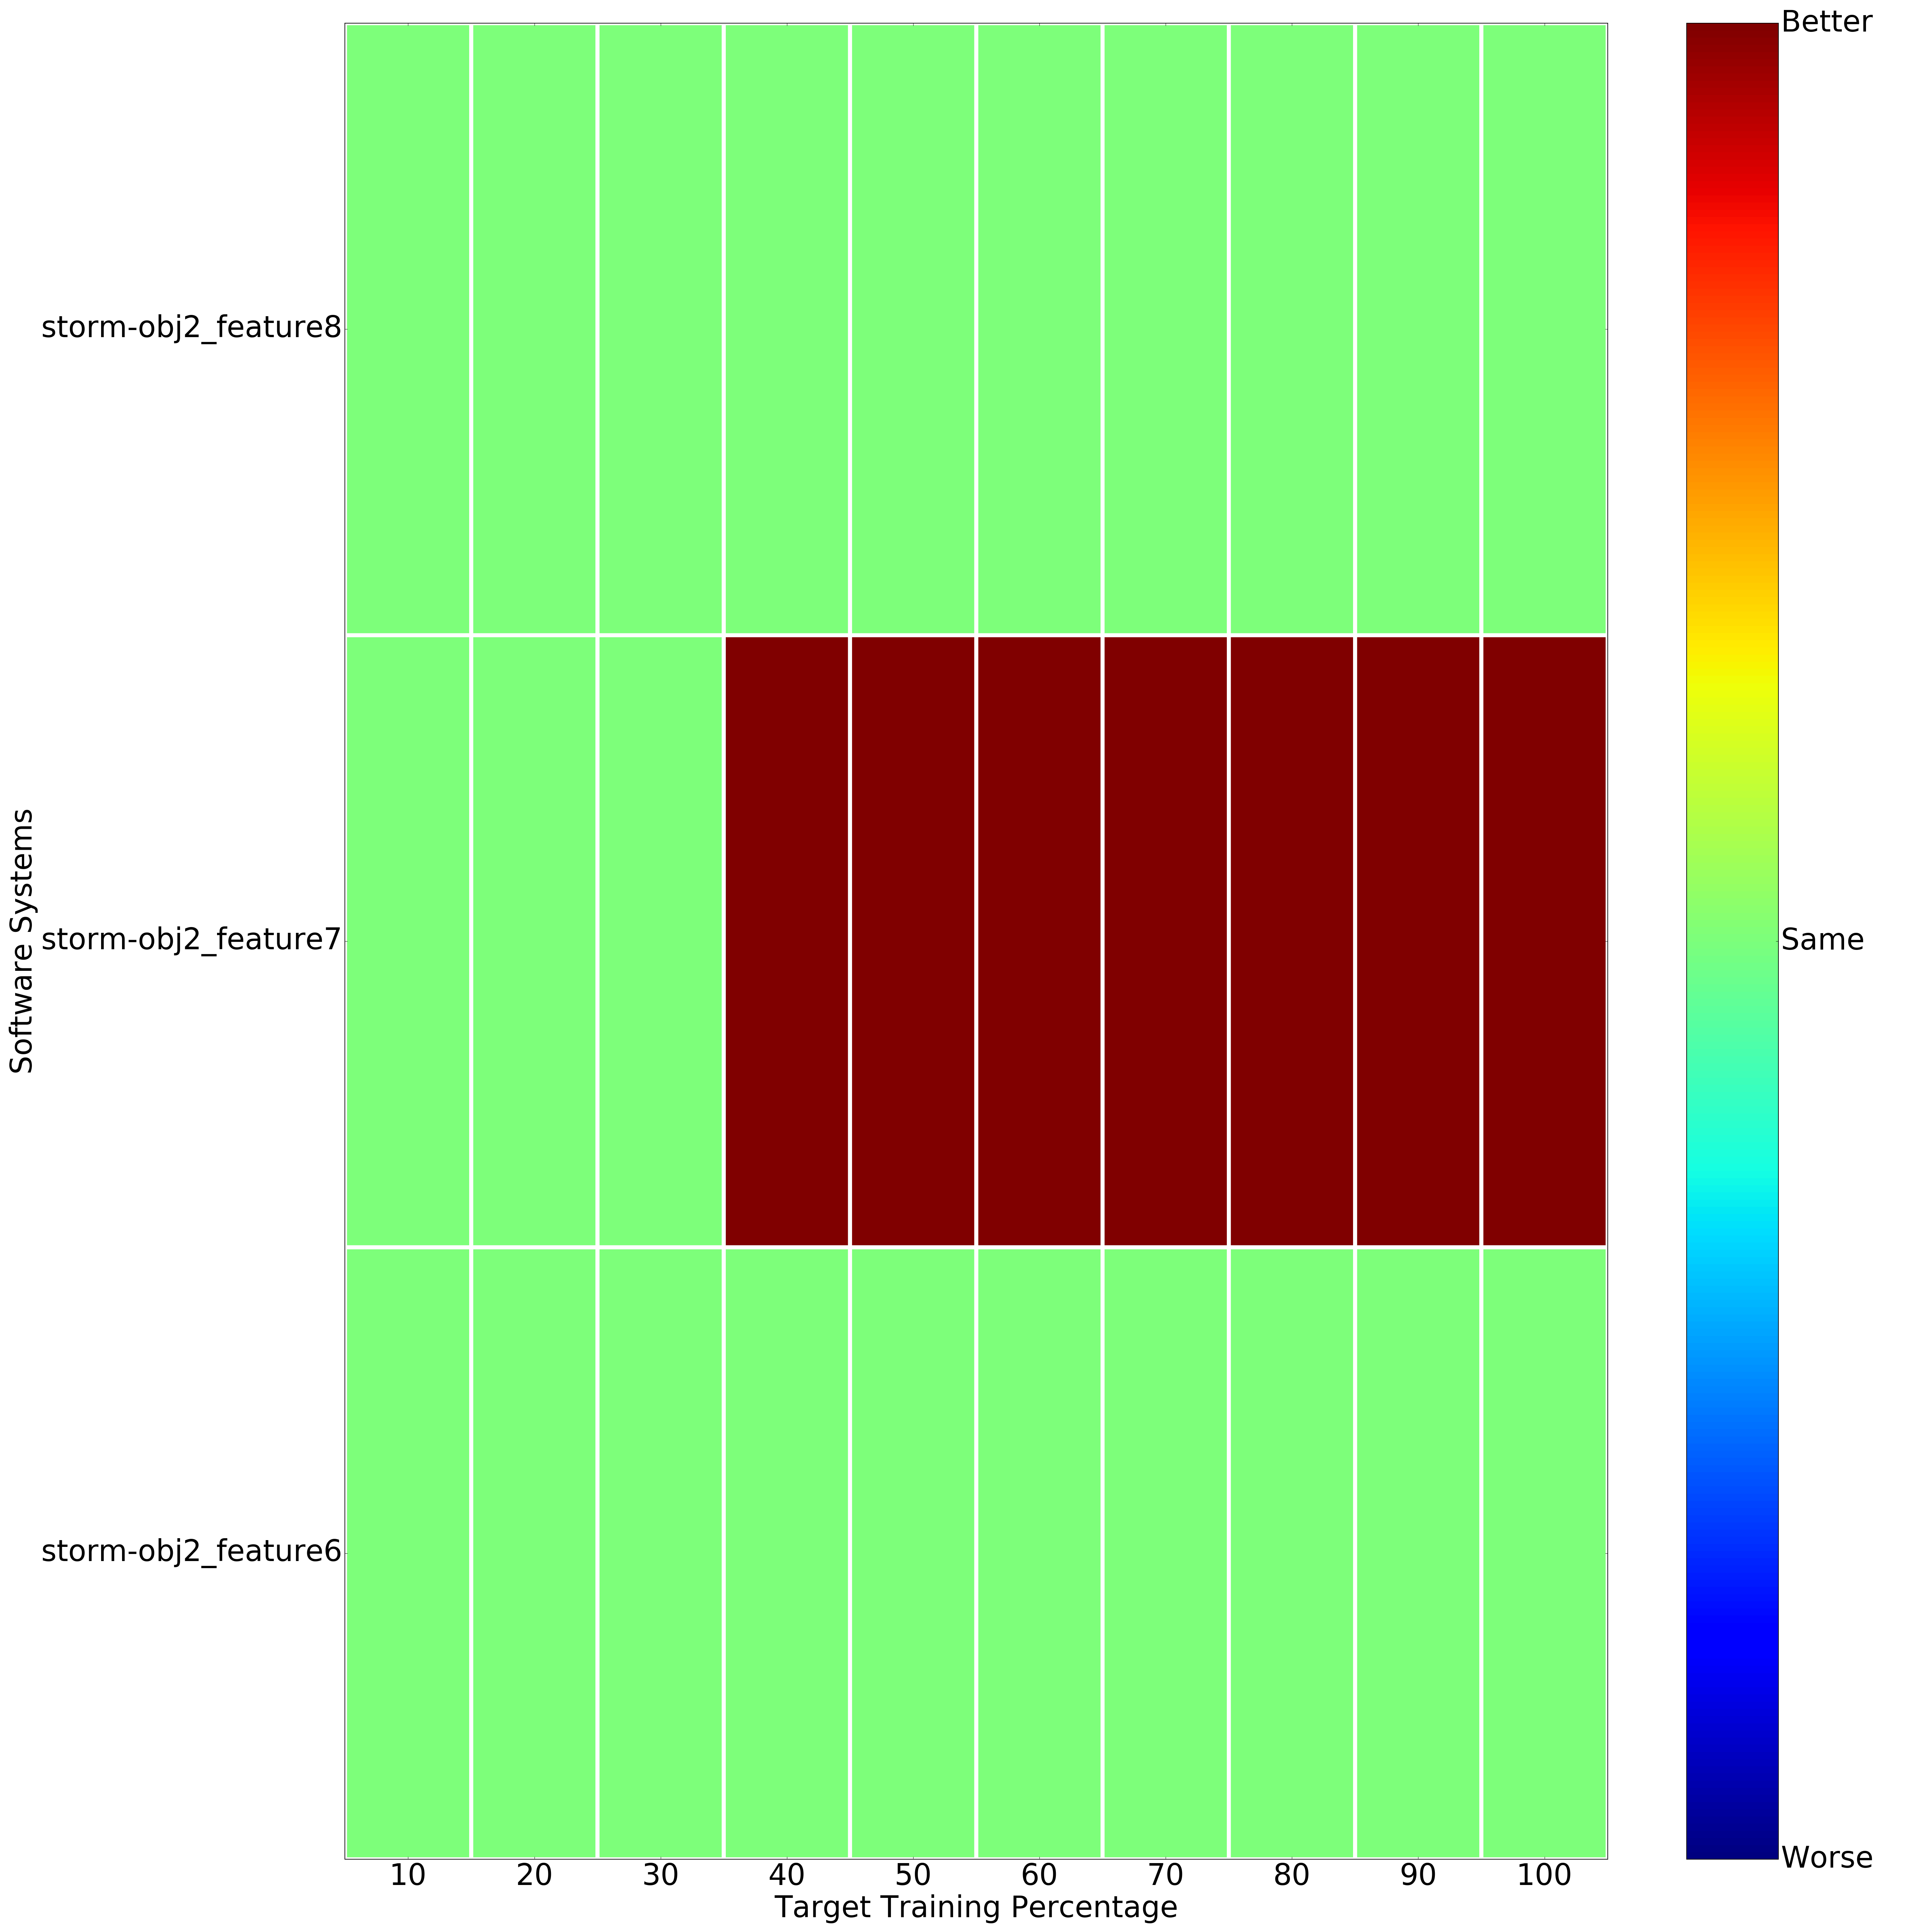 Better
storm-obj2_feature8
Software Systems
storm-obj2_feature7
Same
storm-obj2_feature6
Worse
10 20 30 40 50 60 70 80 90 100
Target Training Percentage